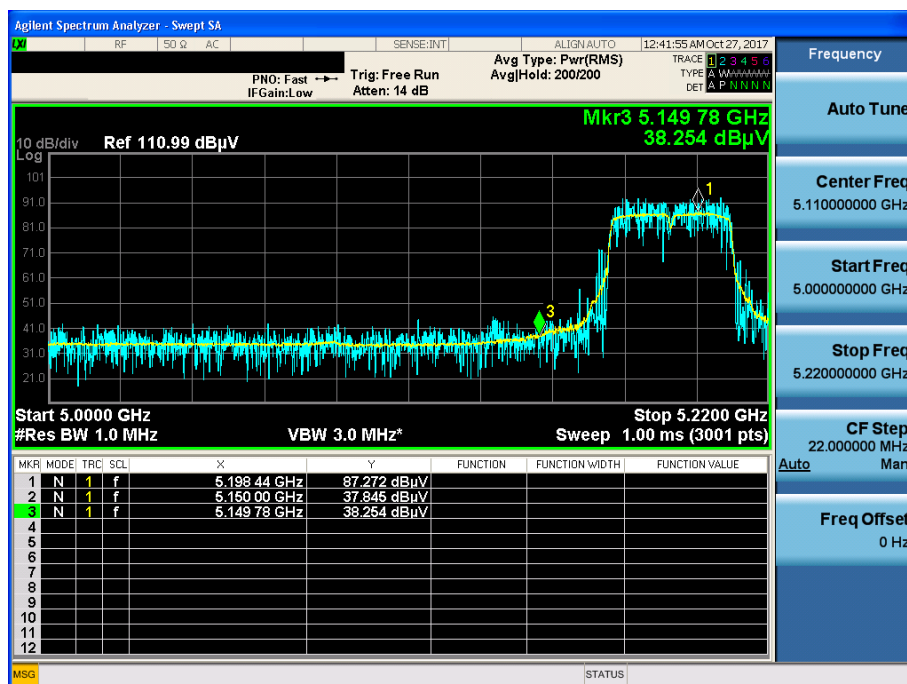 Agilent Spectrum Analyzer - Swept SA
LXI RF 50 Ω AC SENSE:INT ALIGN AUTO 12:41:55 AM Oct 27, 2017
PNO: Fast
IFGain:Low
Trig: Free Run
Atten: 14 dB
Avg Type: Pwr(RMS)
Avg|Hold: 200/200
TRACE 1 2 3 4 5 6
TYPE A WWWWW
DET A P N N N N
Mkr3 5.149 78 GHz
38.254 dBµV
10 dB/div Ref 110.99 dBµV
Log
101
91.0
81.0
71.0
61.0
51.0
41.0
31.0
21.0
1
3
Start 5.0000 GHz Stop 5.2200 GHz
#Res BW 1.0 MHz VBW 3.0 MHz* Sweep 1.00 ms (3001 pts)
MKR MODE TRC SCL X Y FUNCTION FUNCTION WIDTH FUNCTION VALUE
1 N 1 f 5.198 44 GHz 87.272 dBµV
2 N 1 f 5.150 00 GHz 37.845 dBµV
3 N 1 f 5.149 78 GHz 38.254 dBµV
4
5
6
7
8
9
10
11
12
MSG STATUS
Frequency
Auto Tune
Center Freq
5.110000000 GHz
Start Freq
5.000000000 GHz
Stop Freq
5.220000000 GHz
CF Step
22.000000 MHz
Auto Man
Freq Offset
0 Hz